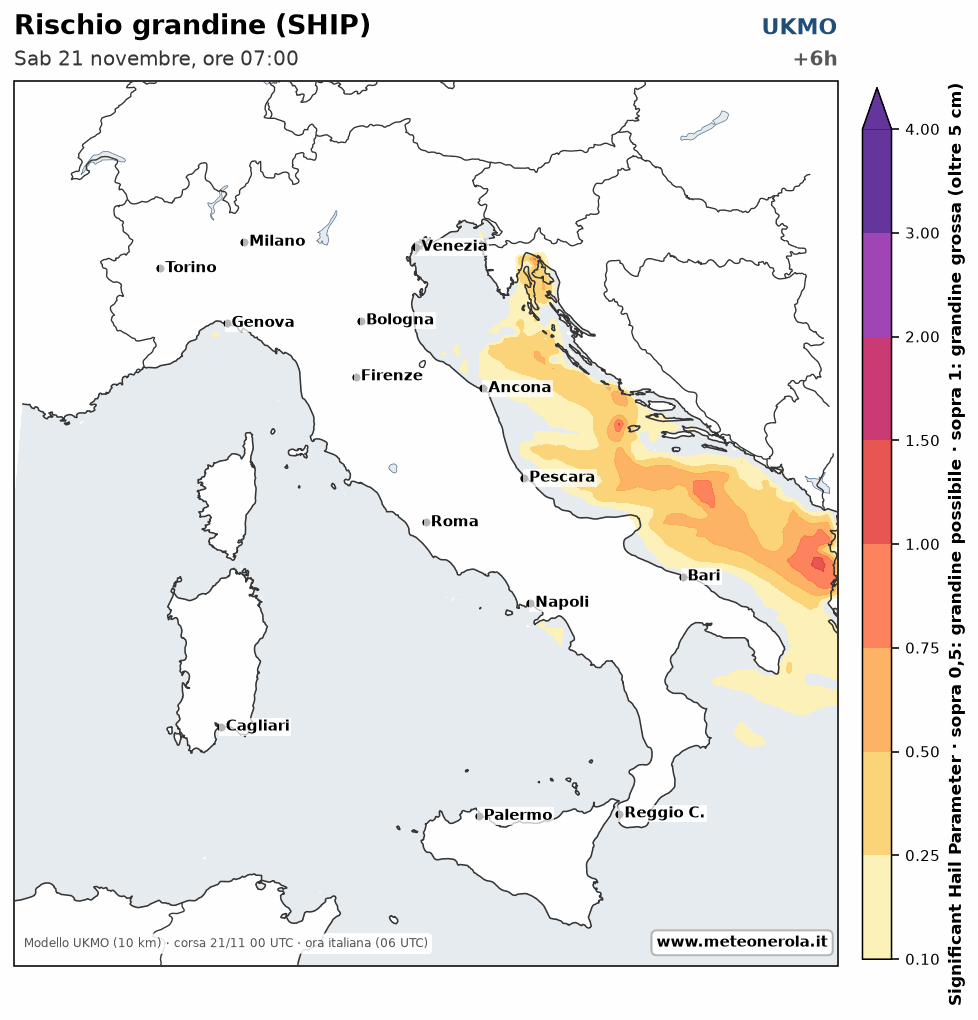 Rischio grandine (SHIP)
UKMO
Sab 21 novembre, ore 07:00
+6h
Milano
Venezia
Torino
Genova
Bologna
Firenze
Ancona
Pescara
Roma
Bari
Napoli
Cagliari
Palermo
Reggio C.
Modello UKMO (10 km) · corsa 21/11 00 UTC · ora italiana (06 UTC)
www.meteonerola.it
4.00
3.00
2.00
1.50
1.00
0.75
0.50
0.25
0.10
Significant Hail Parameter · sopra 0,5: grandine possibile · sopra 1: grandine grossa (oltre 5 cm)